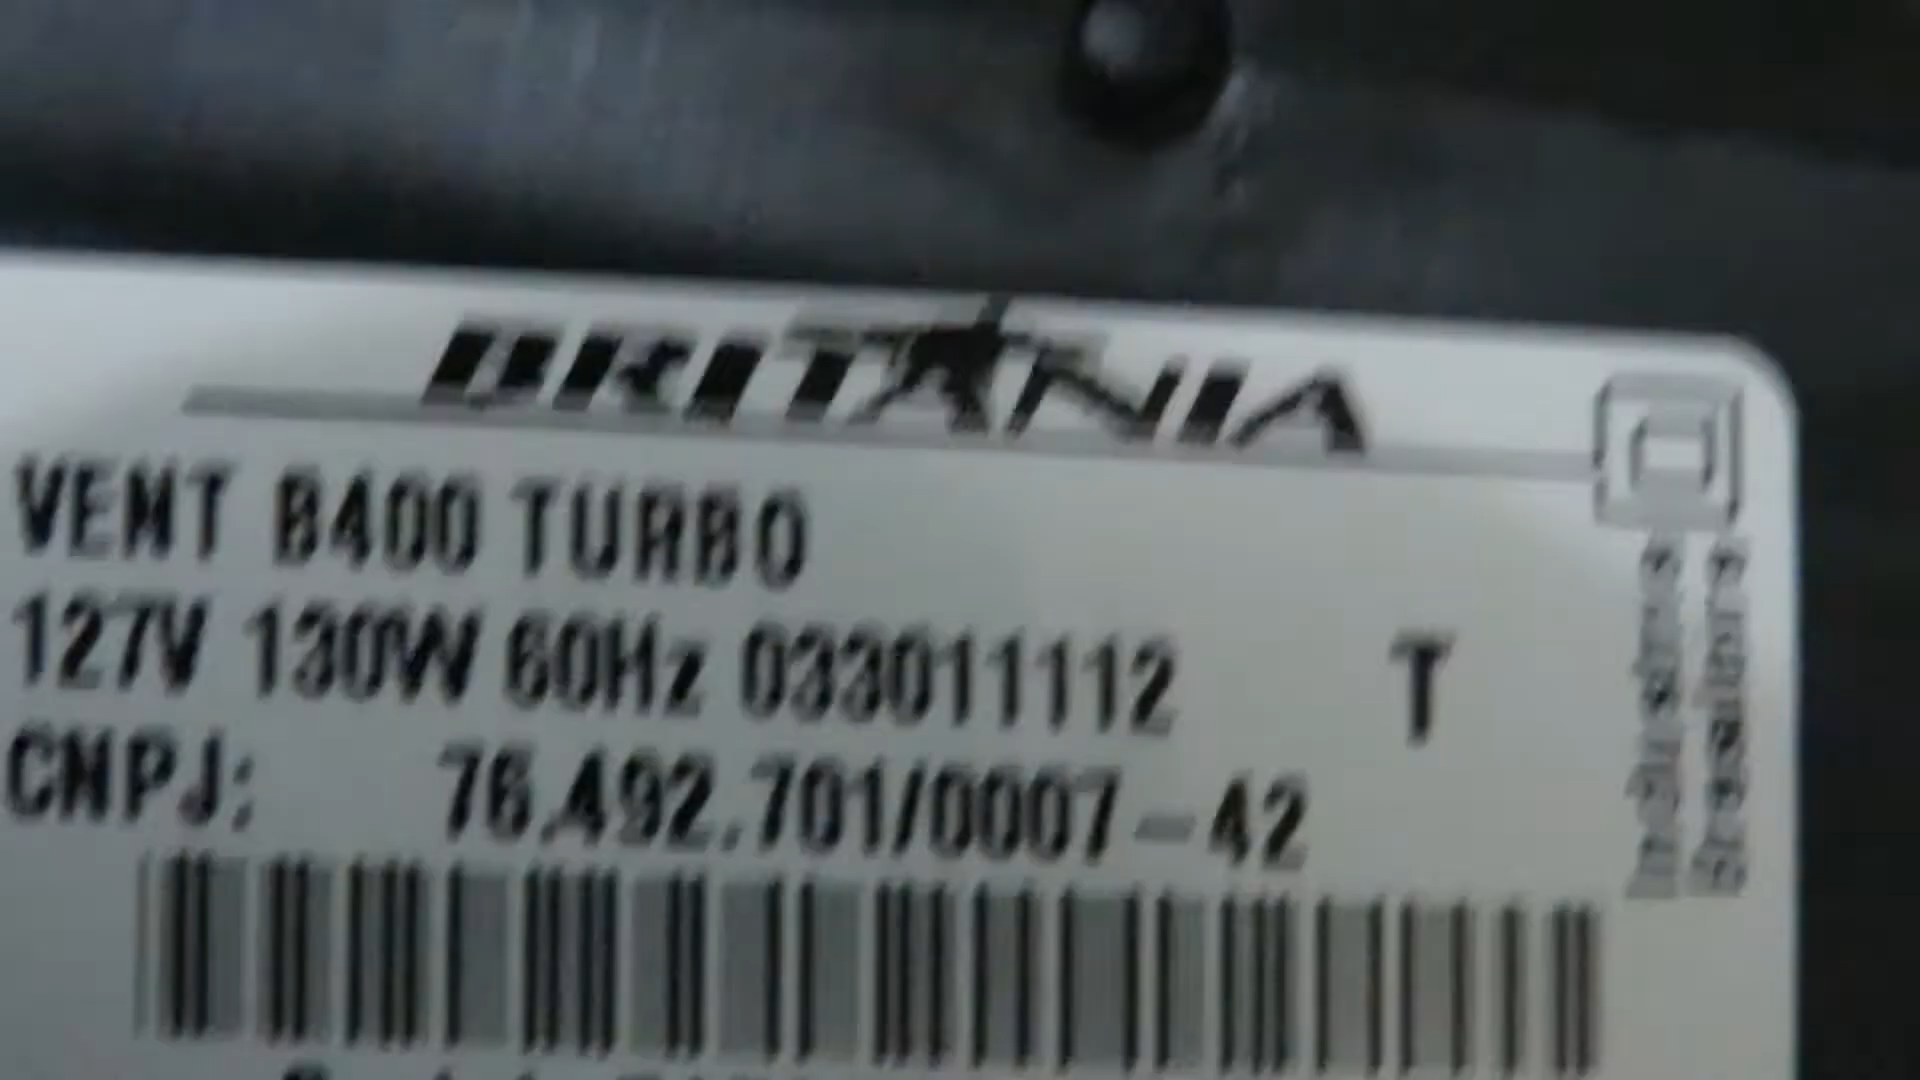 BRITANIA
VENT B400 TURBO
127V 130W 60Hz 033011112 T
CNPJ: 76.492.701/0007-42